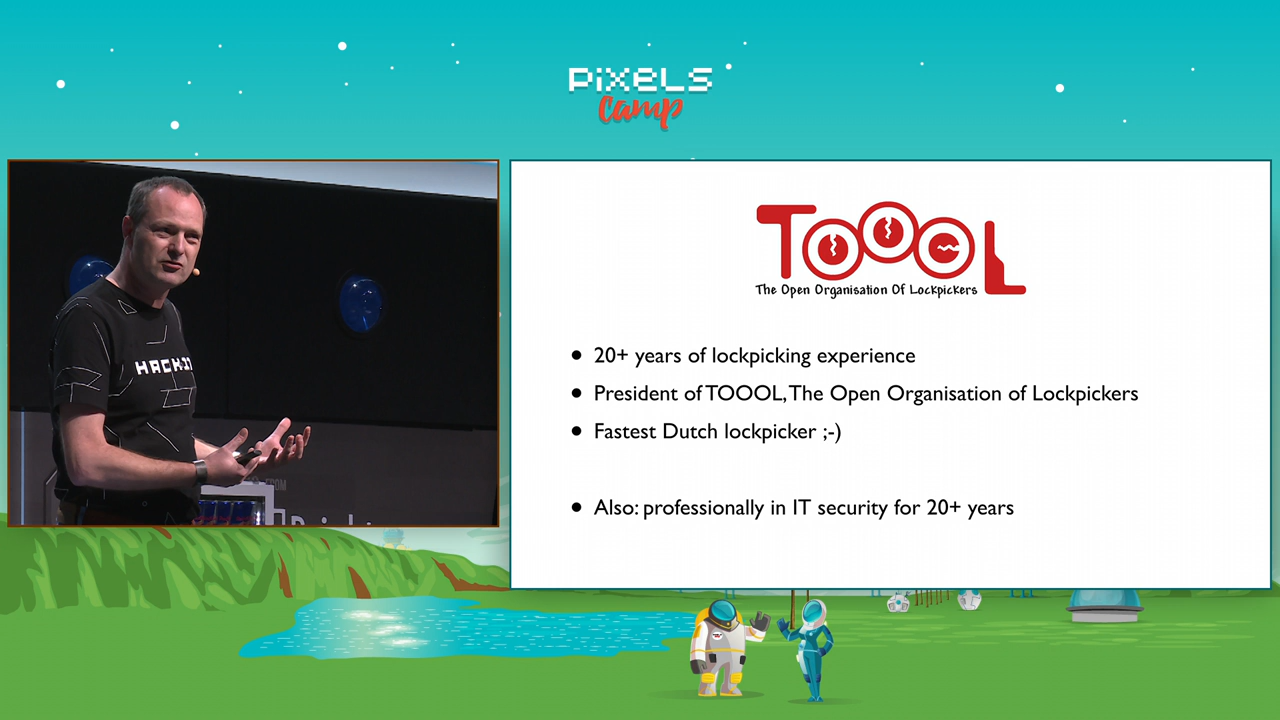 PIXELS
Camp
HACK
FROM
TOOOL
The Open Organisation Of Lockpickers
• 20+ years of lockpicking experience
• President of TOOOL, The Open Organisation of Lockpickers
• Fastest Dutch lockpicker ;-)
• Also: professionally in IT security for 20+ years